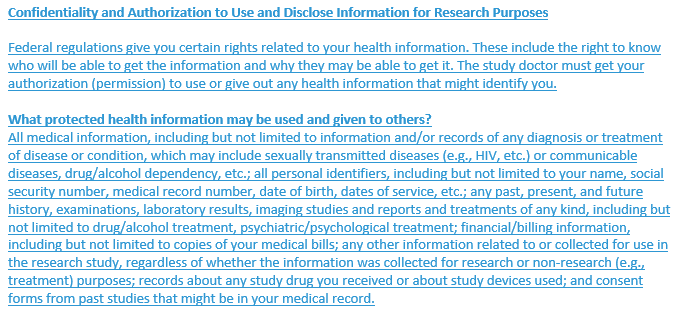 Confidentiality and Authorization to Use and Disclose Information for Research Purposes
Federal regulations give you certain rights related to your health information. These include the right to know
who will be able to get the information and why they may be able to get it. The study doctor must get your
authorization (permission) to use or give out any health information that might identify you.
What protected health information may be used and given to others?
All medical information, including but not limited to information and/or records of any diagnosis or treatment
of disease or condition, which may include sexually transmitted diseases (e.g., HIV, etc.) or communicable
diseases, drug/alcohol dependency, etc.; all personal identifiers, including but not limited to your name, social
security number, medical record number, date of birth, dates of service, etc.; any past, present, and future
history, examinations, laboratory results, imaging studies and reports and treatments of any kind, including but
not limited to drug/alcohol treatment, psychiatric/psychological treatment; financial/billing information,
including but not limited to copies of your medical bills; any other information related to or collected for use in
the research study, regardless of whether the information was collected for research or non-research (e.g.,
treatment) purposes; records about any study drug you received or about study devices used; and consent
forms from past studies that might be in your medical record.